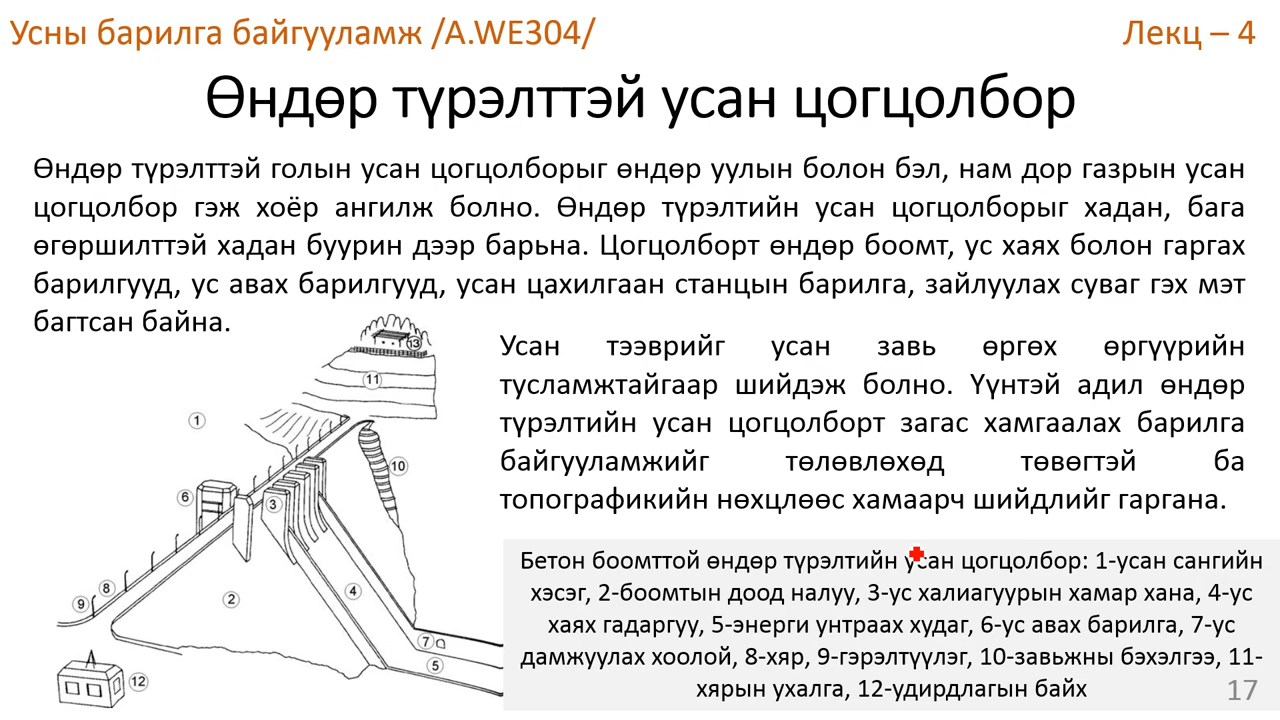 Усны барилга байгууламж /A.WE304/
Лекц – 4
Өндөр түрэлттэй усан цогцолбор
Өндөр түрэлттэй голын усан цогцолборыг өндөр уулын болон бэл, нам дор газрын усан
цогцолбор гэж хоёр ангилж болно. Өндөр түрэлтийн усан цогцолборыг хадан, бага
өгөршилттэй хадан буурин дээр барьна. Цогцолборт өндөр боомт, ус хаях болон гаргах
барилгууд, ус авах барилгууд, усан цахилгаан станцын барилга, зайлуулах суваг гэх мэт
багтсан байна.
Усан тээврийг усан завь өргөх өргүүрийн
тусламжтайгаар шийдэж болно. Үүнтэй адил өндөр
түрэлтийн усан цогцолборт загас хамгаалах барилга
байгууламжийг төлөвлөхөд төвөгтэй ба
топографикийн нөхцлөөс хамаарч шийдлийг гаргана.
13
11
1
10
6
3
8
9
2
4
7
5
12
Бетон боомттой өндөр түрэлтийн усан цогцолбор: 1-усан сангийн
хэсэг, 2-боомтын доод налуу, 3-ус халиагуурын хамар хана, 4-ус
хаях гадаргуу, 5-энерги унтраах худаг, 6-ус авах барилга, 7-ус
дамжуулах хоолой, 8-хяр, 9-гэрэлтүүлэг, 10-завьжны бэхэлгээ, 11-
хярын ухалга, 12-удирдлагын байх
17